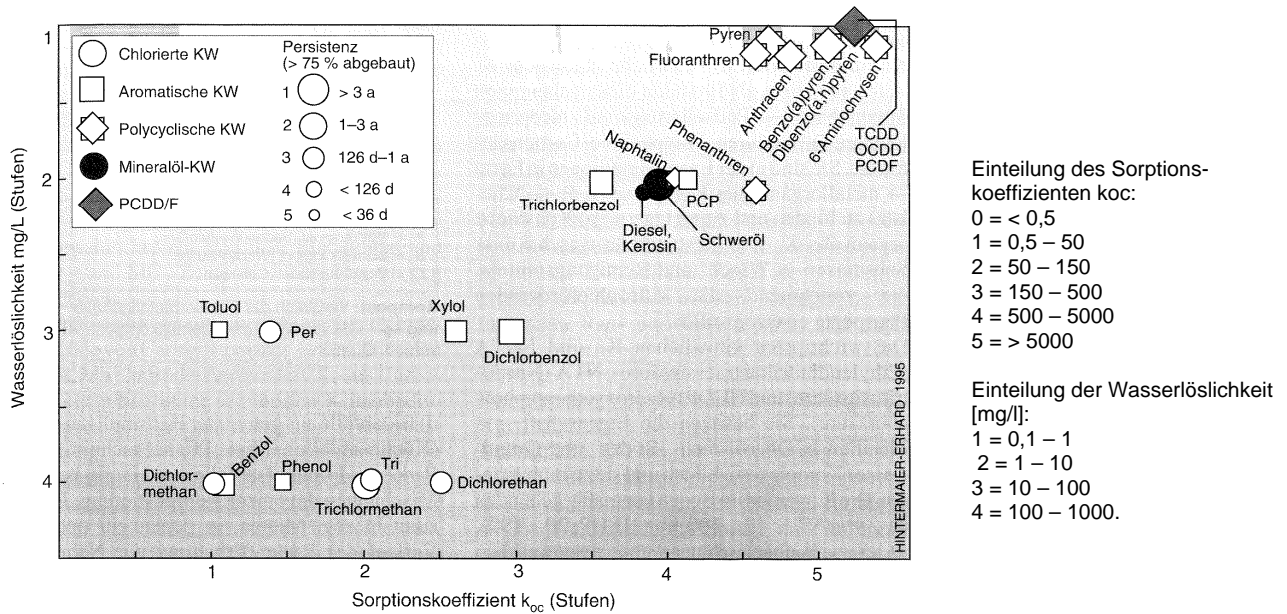 Wasserlöslichkeit mg/L (Stufen)
1
2
3
4
Chlorierte KW
Aromatische KW
Polycyclische KW
Mineralöl-KW
PCDD/F
Persistenz
(> 75 % abgebaut)
1 > 3 a
2 1–3 a
3 126 d–1 a
4 < 126 d
5 < 36 d
Pyren
Fluoranthren
Anthracen
Benzo(a)pyren,
Dibenzo(a,h)pyren
6-Aminochrysen
TCDD
OCDD
PCDF
Naphtalin
Phenanthren
Trichlorbenzol
PCP
Diesel,
Kerosin
Schweröl
Toluol
Per
Xylol
Dichlorbenzol
Dichlor-
methan
Benzol
Phenol
Tri
Trichlormethan
Dichlorethan
HINTERMAIER-ERHARD 1995
1 2 3 4 5
Sorptionskoeffizient koc (Stufen)
Einteilung des Sorptions-
koeffizienten koc:
0 = < 0,5
1 = 0,5 – 50
2 = 50 – 150
3 = 150 – 500
4 = 500 – 5000
5 = > 5000
Einteilung der Wasserlöslichkeit
[mg/l]:
1 = 0,1 – 1
2 = 1 – 10
3 = 10 – 100
4 = 100 – 1000.